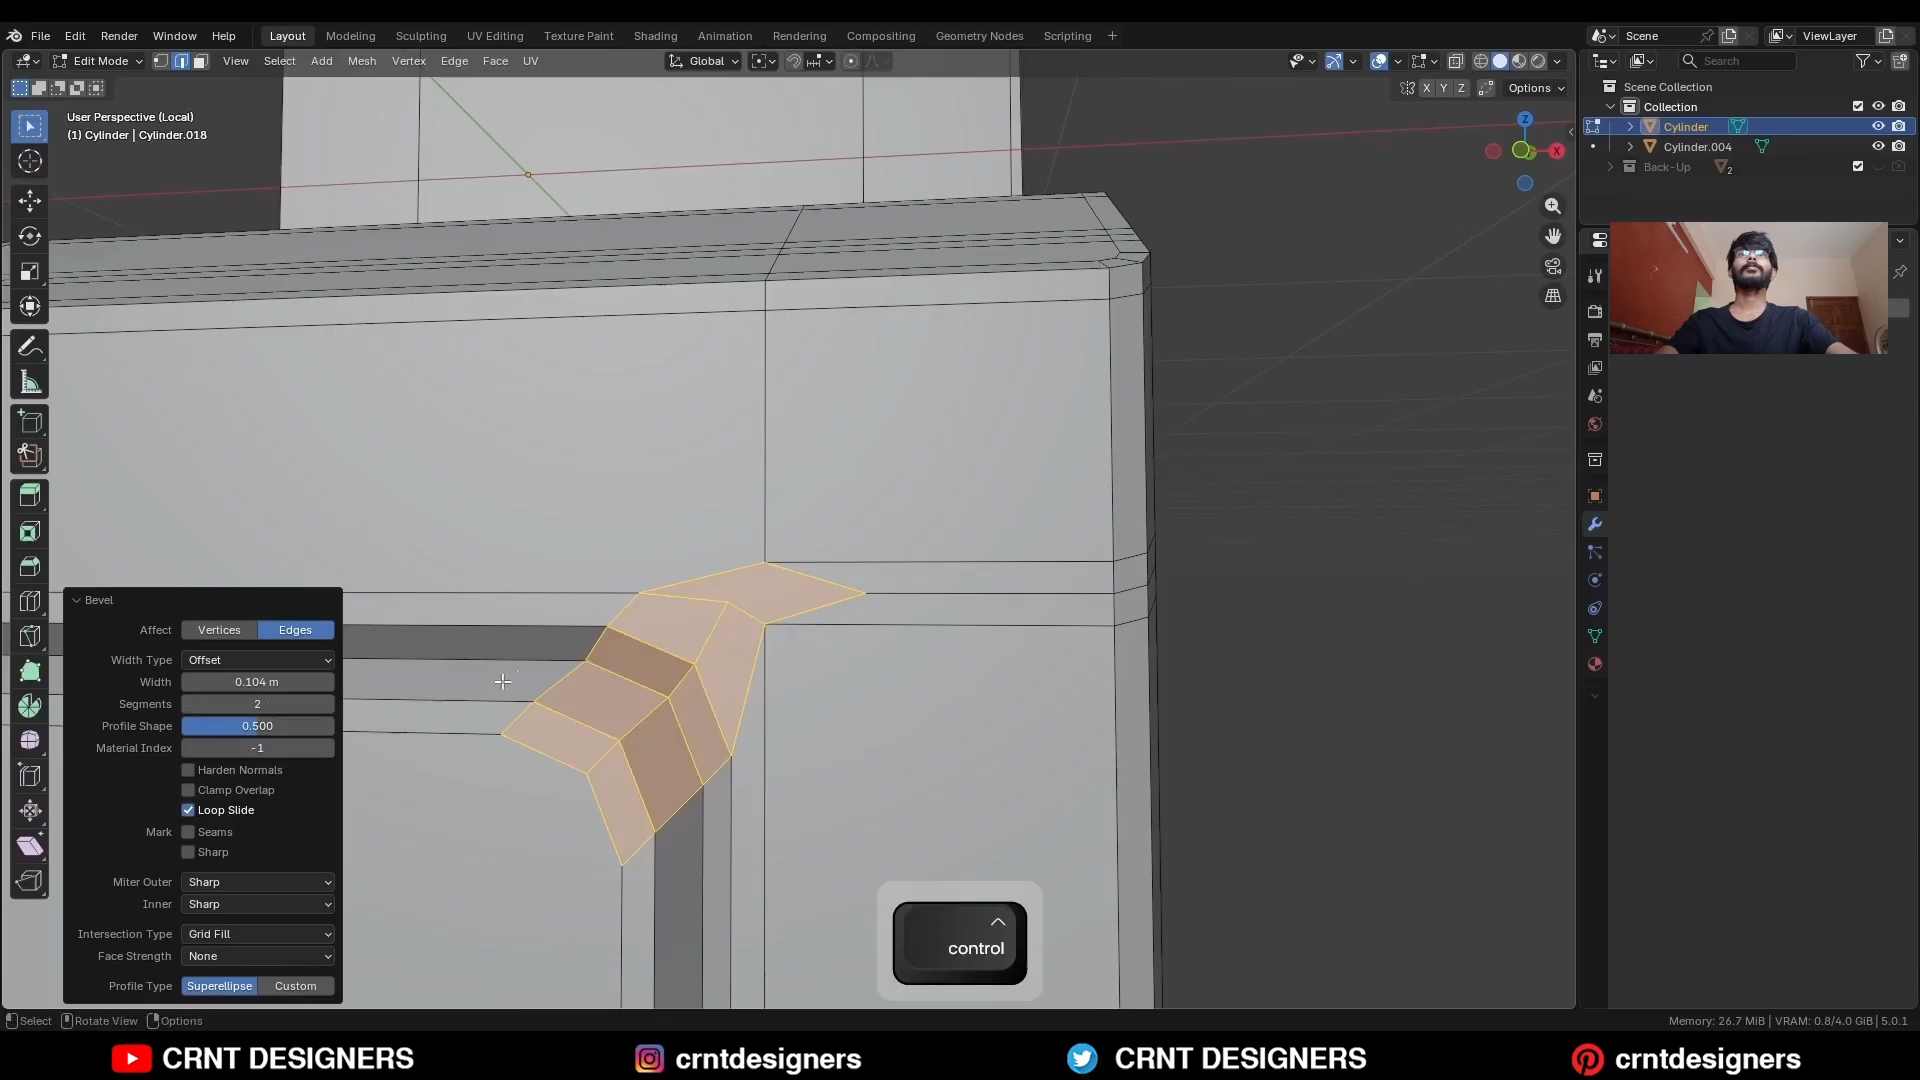 File Edit Render Window Help Layout Modeling Sculpting UV Editing Texture Paint Shading Animation Rendering Compositing Geometry Nodes Scripting + Scene ViewLayer
Edit Mode View Select Add Mesh Vertex Edge Face UV Global Search
X Y Z Options
Scene Collection
Collection
Cylinder
Cylinder.004
Back-Up 2
User Perspective (Local)
(1) Cylinder | Cylinder.018
Z
X
Bevel
Affect Vertices Edges
Width Type Offset
Width 0.104 m
Segments 2
Profile Shape 0.500
Material Index -1
Harden Normals
Clamp Overlap
Loop Slide
Mark Seams
Sharp
Miter Outer Sharp
Inner Sharp
Intersection Type Grid Fill
Face Strength None
Profile Type Superellipse Custom
control
Select Rotate View Options Memory: 26.7 MiB | VRAM: 0.8/4.0 GiB | 5.0.1
CRNT DESIGNERS crntdesigners CRNT DESIGNERS crntdesigners